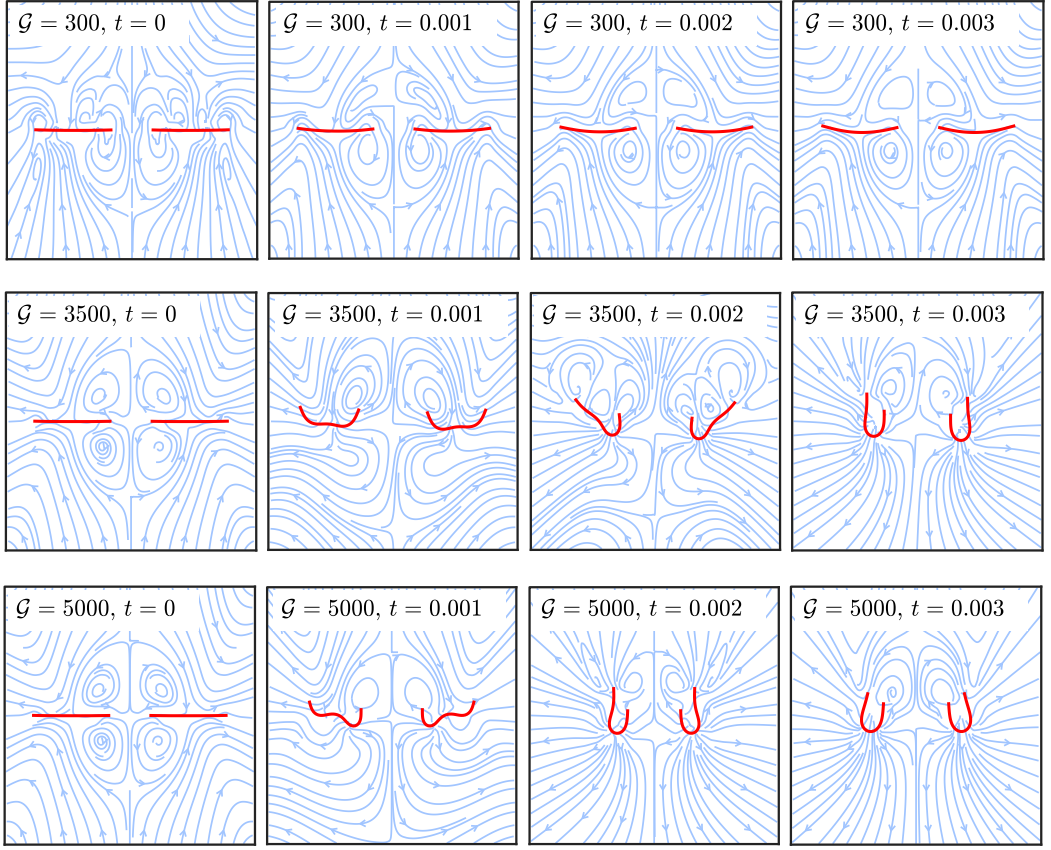 𝒢 = 300, t = 0
𝒢 = 300, t = 0.001
𝒢 = 300, t = 0.002
𝒢 = 300, t = 0.003
𝒢 = 3500, t = 0
𝒢 = 3500, t = 0.001
𝒢 = 3500, t = 0.002
𝒢 = 3500, t = 0.003
𝒢 = 5000, t = 0
𝒢 = 5000, t = 0.001
𝒢 = 5000, t = 0.002
𝒢 = 5000, t = 0.003